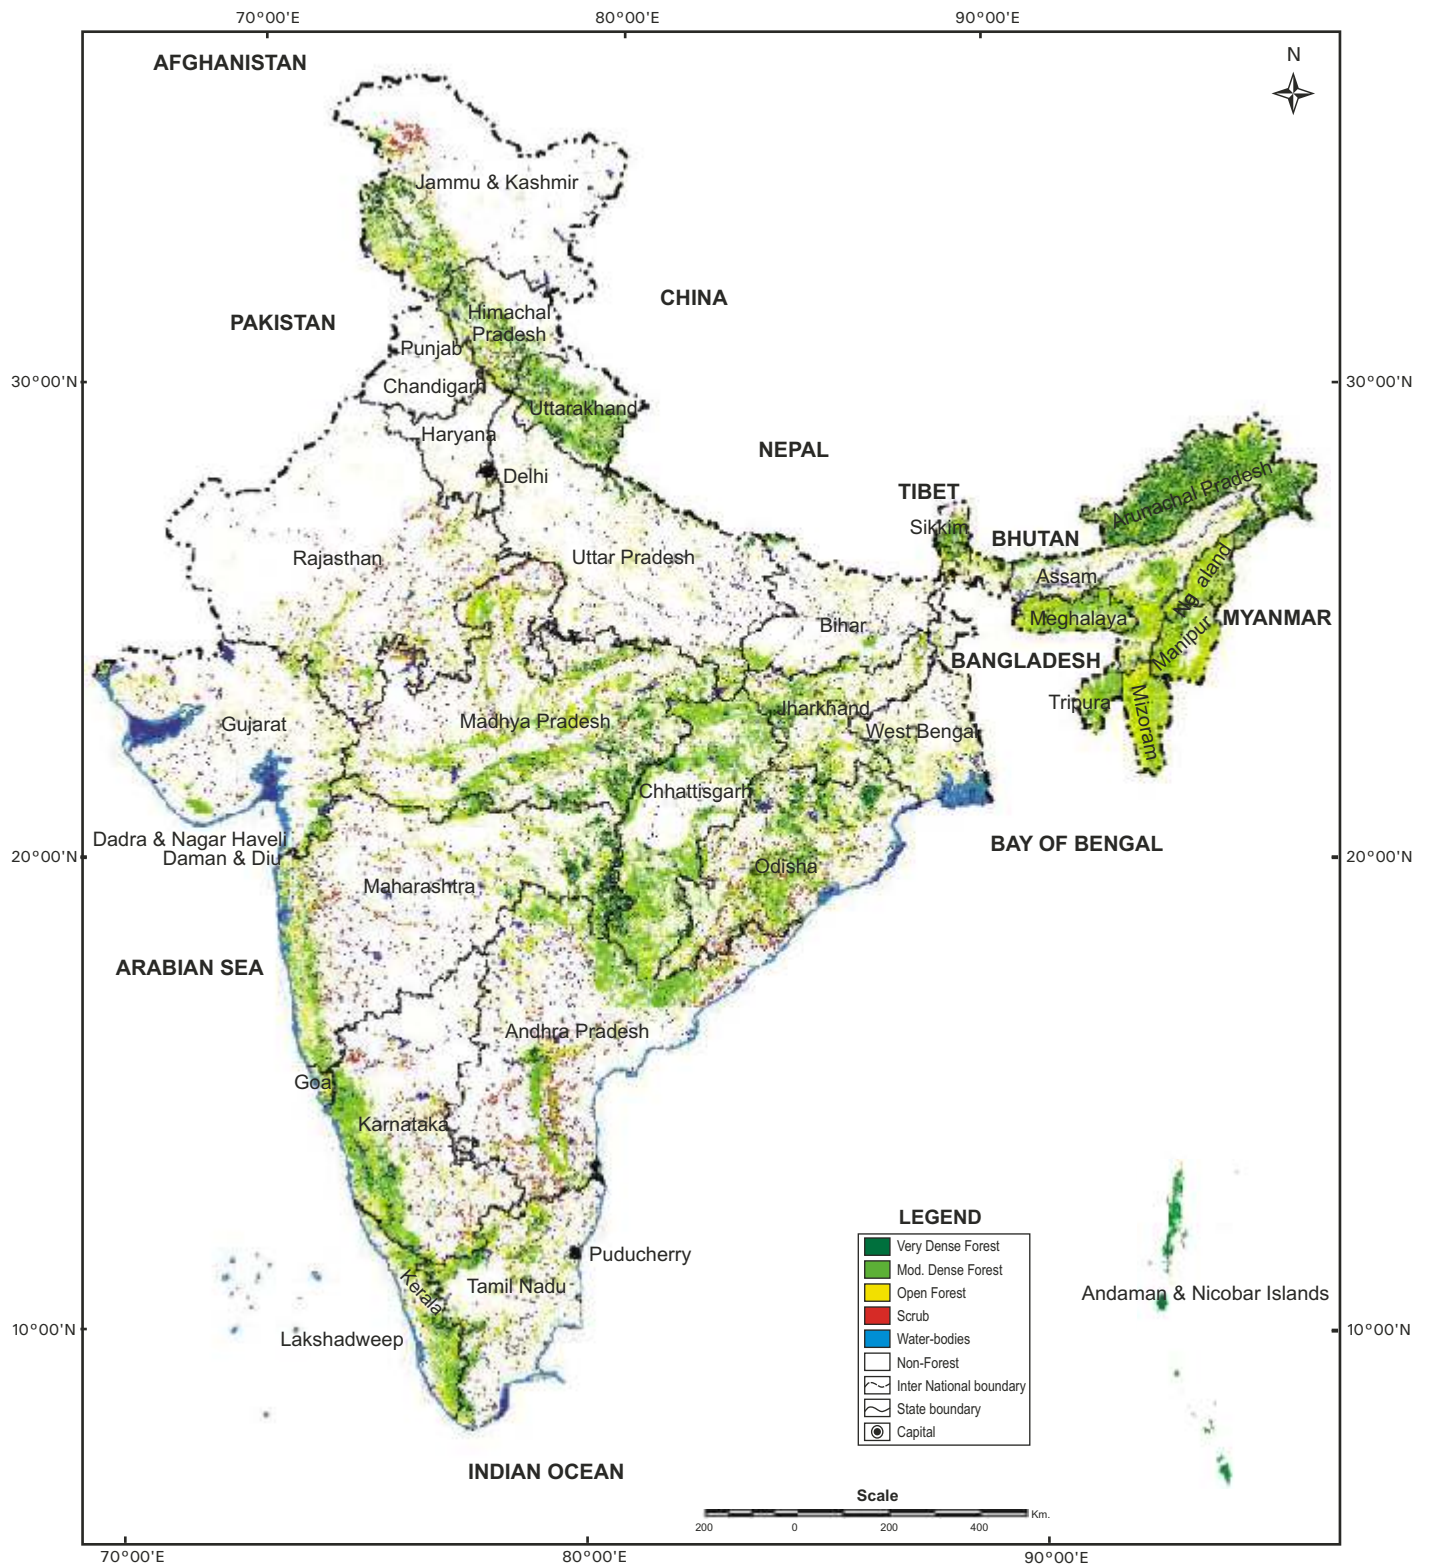 70°00'E
80°00'E
90°00'E
AFGHANISTAN
N
Jammu & Kashmir
CHINA
Himachal
Pradesh
PAKISTAN
Punjab
30°00'N
30°00'N
Chandigarh
Uttarakhand
Haryana
NEPAL
Delhi
TIBET
Arunachal Pradesh
Sikkim
BHUTAN
Rajasthan
Uttar Pradesh
Assam
Nagaland
Meghalaya
MYANMAR
Bihar
Manipur
BANGLADESH
Tripura
Mizoram
Jharkhand
Gujarat
Madhya Pradesh
West Bengal
Chhattisgarh
Dadra & Nagar Haveli
Daman & Diu
BAY OF BENGAL
20°00'N
20°00'N
Odisha
Maharashtra
ARABIAN SEA
Andhra Pradesh
Goa
Karnataka
LEGEND
Very Dense Forest
Mod. Dense Forest
Open Forest
Scrub
Water-bodies
Non-Forest
Inter National boundary
State boundary
Capital
Puducherry
Kerala
Tamil Nadu
Andaman & Nicobar Islands
10°00'N
10°00'N
Lakshadweep
INDIAN OCEAN
Scale
200
0
200
400
Km.
70°00'E
80°00'E
90°00'E